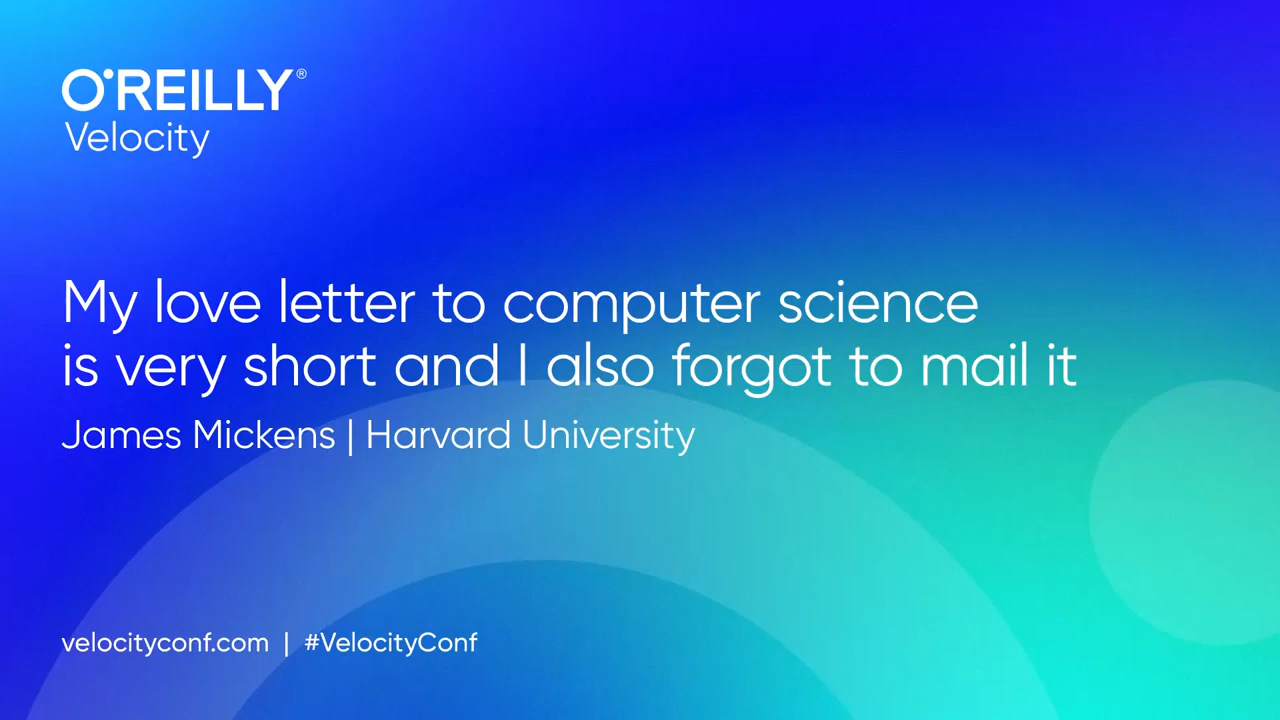 O'REILLY®
Velocity
My love letter to computer science
is very short and I also forgot to mail it
James Mickens | Harvard University
velocityconf.com | #VelocityConf